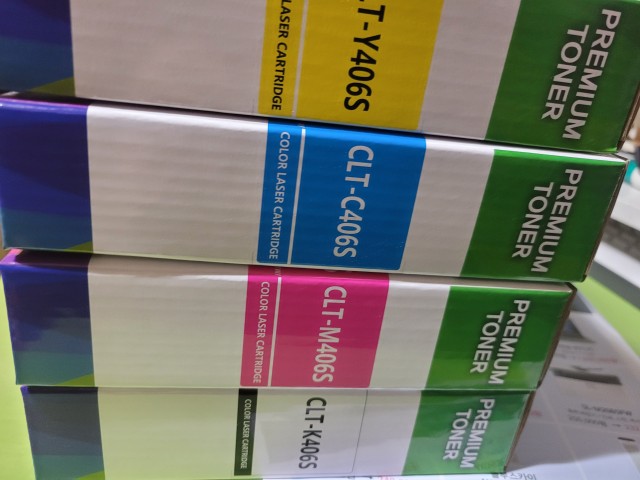 CLT-Y406S
LASER CARTRIDGE
PREMIUM
TONER
CLT-C406S
COLOR LASER CARTRIDGE
PREMIUM
TONER
CLT-M406S
COLOR LASER CARTRIDGE
PREMIUM
TONER
CLT-K406S
COLOR LASER CARTRIDGE
PREMIUM
TONER